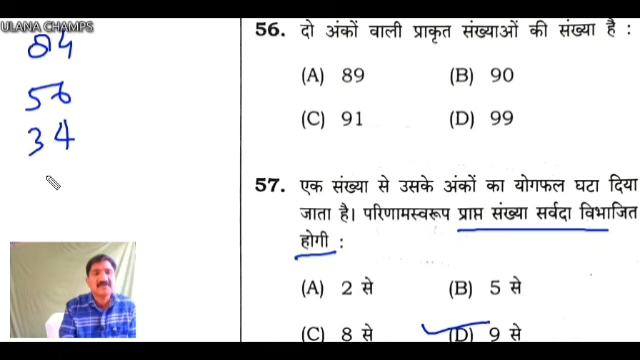 ULANA CHAMPS
84
56
34
56. दो अंकों वाली प्राकृत संख्याओं की संख्या है :
(A) 89 (B) 90
(C) 91 (D) 99
57. एक संख्या से उसके अंकों का योगफल घटा दिया
जाता है। परिणामस्वरूप प्राप्त संख्या सर्वदा विभाजित
होगी :
(A) 2 से (B) 5 से
(C) 8 से (D) 9 से